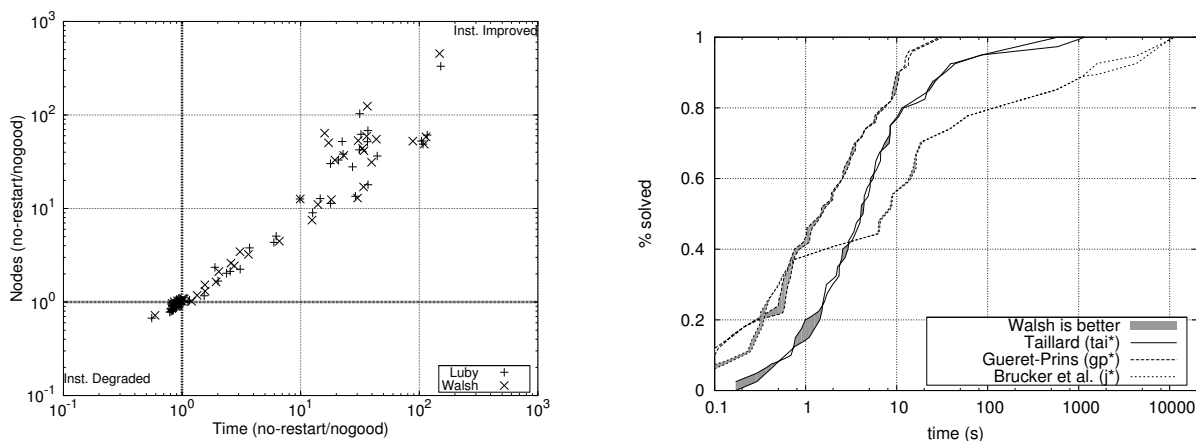 10^3
10^2
10^1
10^0
10^-1
10^-1
10^0
10^1
10^2
10^3
Nodes (no-restart/nogood)
Time (no-restart/nogood)
Inst. Improved
Inst. Degraded
Luby
Walsh
1
0.8
0.6
0.4
0.2
0
0.1
1
10
100
1000
10000
% solved
time (s)
Walsh is better
Taillard (tai*)
Gueret-Prins (gp*)
Brucker et al. (j*)